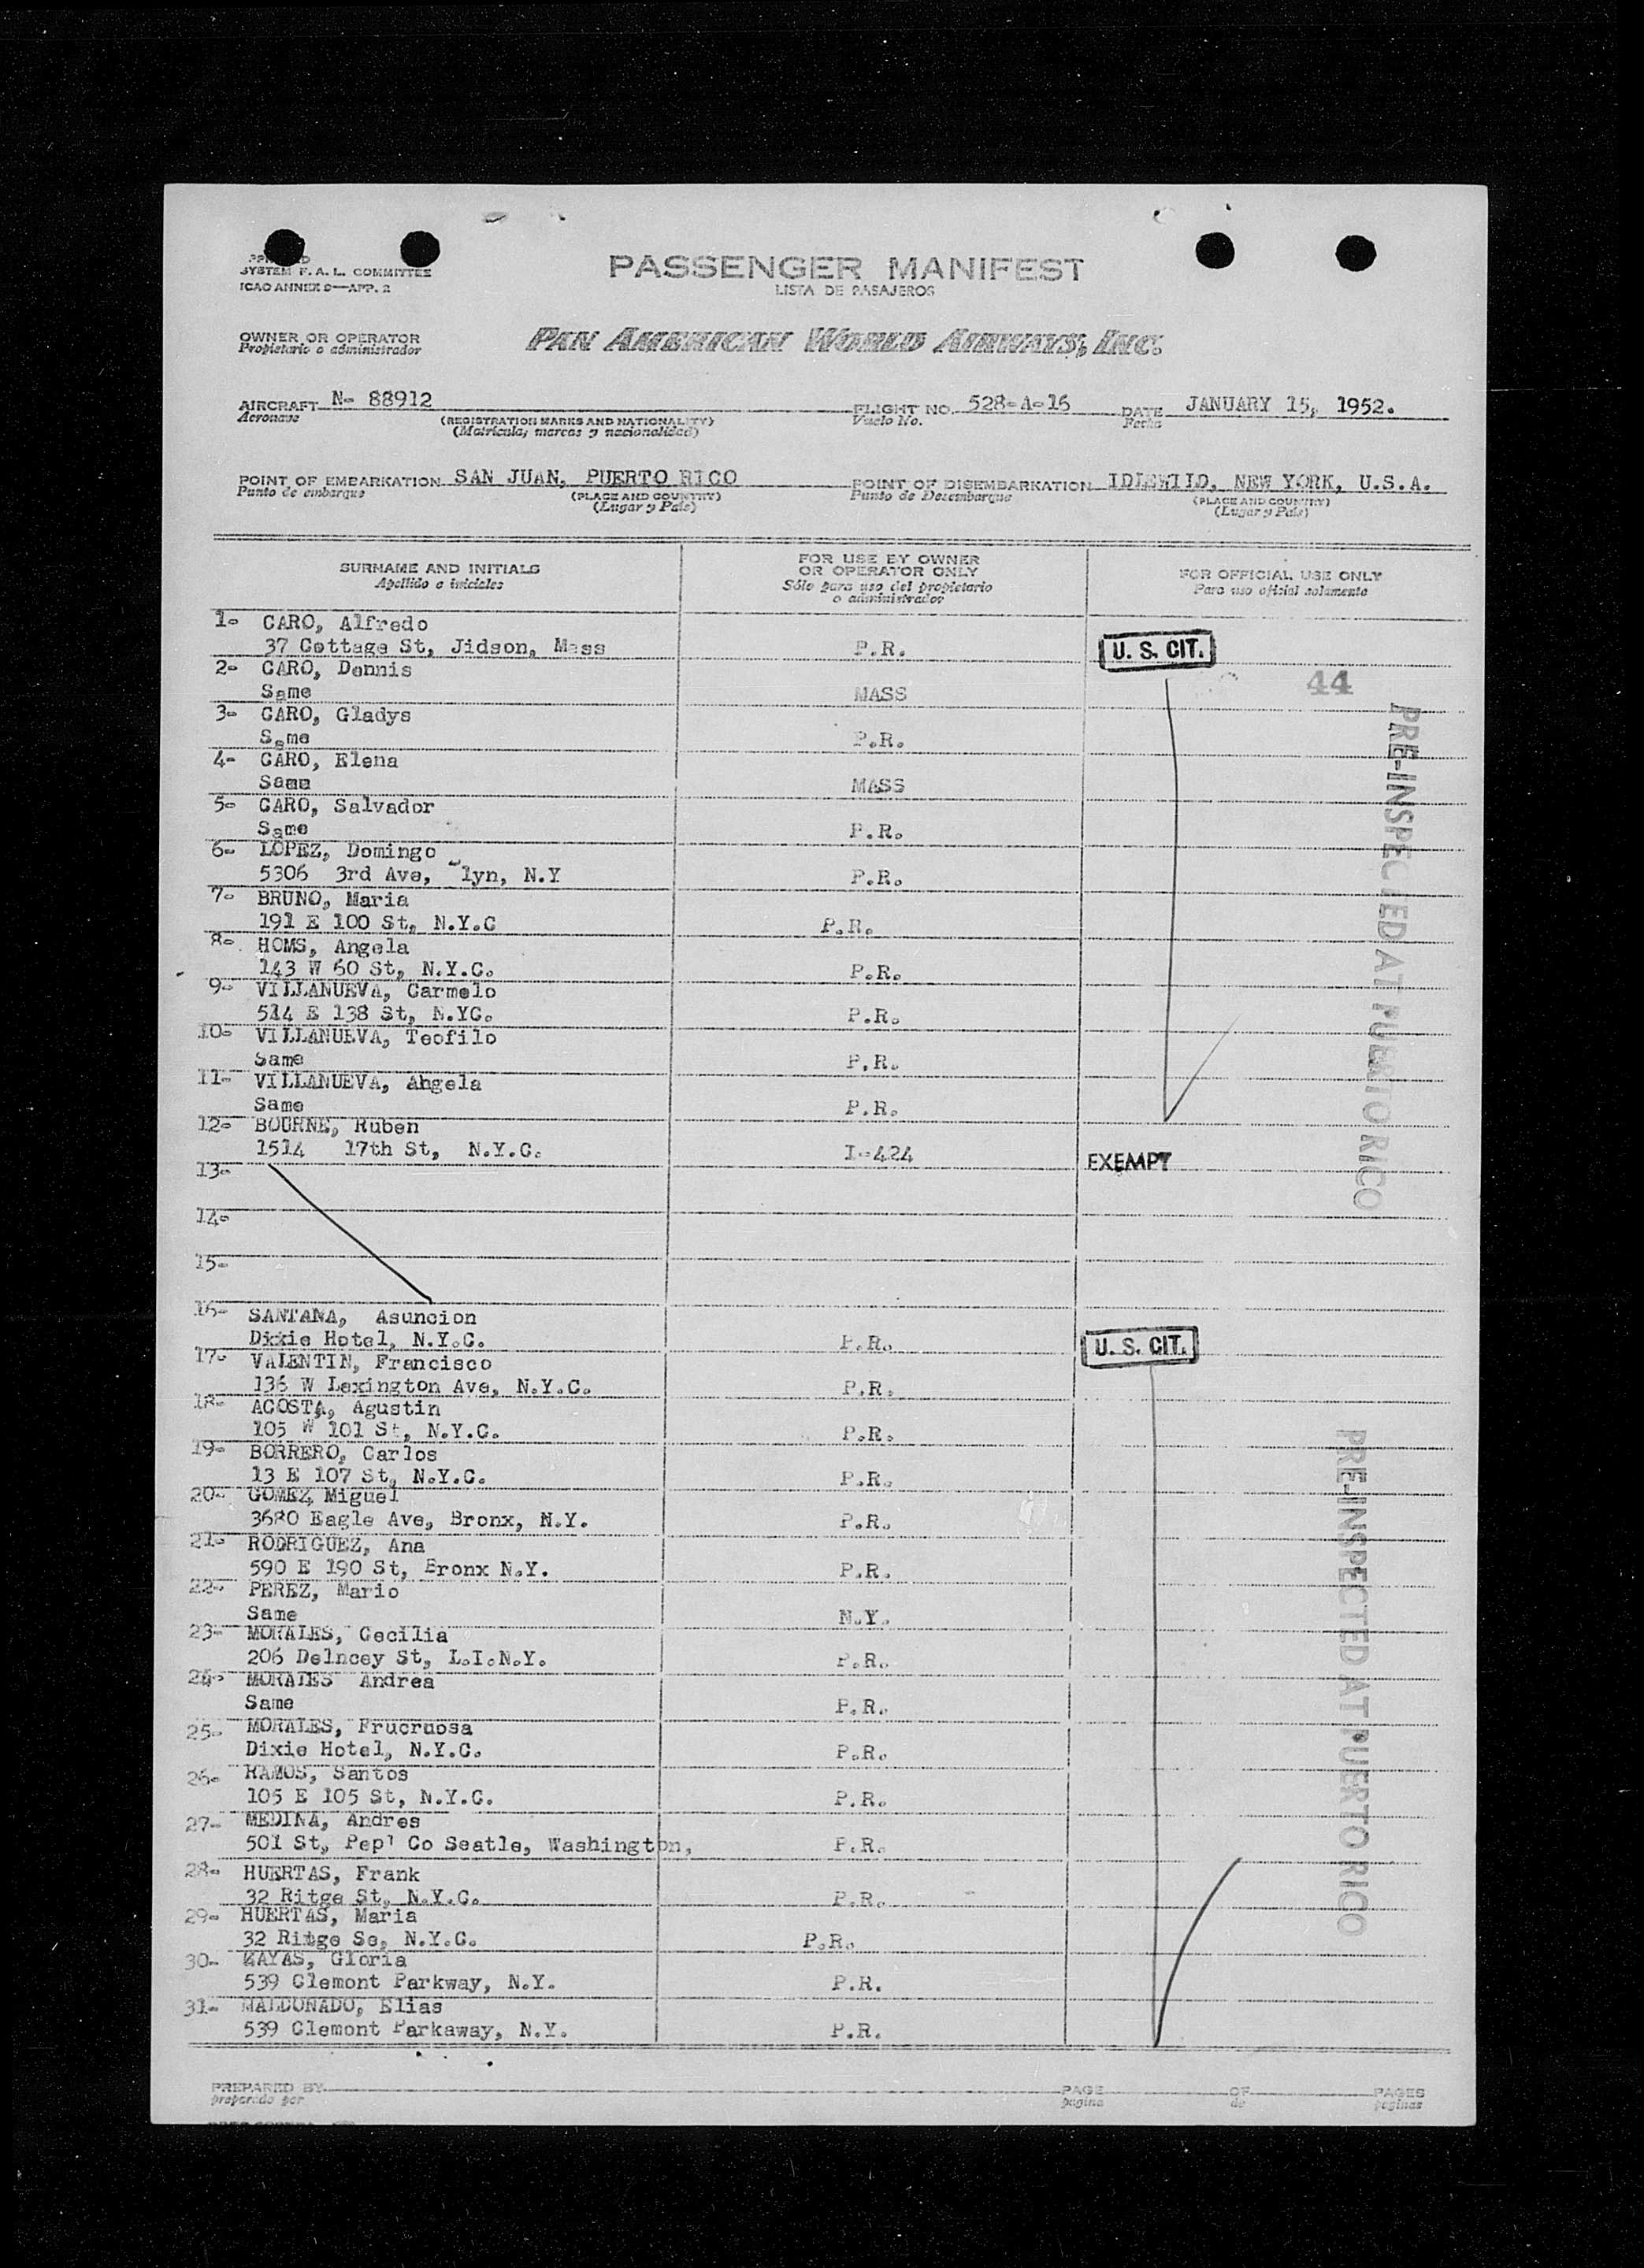 SYSTEM F. A. L. COMMITTEE
ICAO ANNEX 9—APP. 2
PASSENGER MANIFEST
LISTA DE PASAJEROS
OWNER OR OPERATOR
Propietario o administrador
PAN AMERICAN WORLD AIRWAYS, INC.
AIRCRAFT N- 88912
Aeronave
(REGISTRATION MARKS AND NATIONALITY)
(Matrícula, marcas y nacionalidad)
FLIGHT NO. 528-A-16
Vuelo No.
DATE JANUARY 15, 1952.
Fecha
POINT OF EMBARKATION SAN JUAN, PUERTO RICO
Punto de embarque
(PLACE AND COUNTRY)
(Lugar y País)
POINT OF DISEMBARKATION IDLEWILD, NEW YORK, U.S.A.
Punto de Desembarque
(PLACE AND COUNTRY)
(Lugar y País)
SURNAME AND INITIALS
Apellido e iniciales
FOR USE BY OWNER
OR OPERATOR ONLY
Sólo para uso del propietario
o administrador
FOR OFFICIAL USE ONLY
Para uso oficial solamente
1- CARO, Alfredo
37 Cottage St, Jidson, Mass P.R. U. S. CIT.
2- CARO, Dennis
44
Same MASS
3- CARO, Gladys
Same P.R.
4- CARO, Elena
Same MASS
5- CARO, Salvador
Same P.R.
6- LOPEZ, Domingo
5306 3rd Ave, lyn, N.Y P.R.
7- BRUNO, Maria
191 E 100 St, N.Y.C P.R.
8- HOMS, Angela
143 W 60 St, N.Y.C. P.R.
9- VILLANUEVA, Carmelo
514 E 138 St, N.YC. P.R.
10- VILLANUEVA, Teofilo
Same P.R.
11- VILLANUEVA, Angela
Same P.R.
12- BOURNE, Ruben
1514 17th St, N.Y.C. I-424 EXEMPT
PRE-INSPECTED AT PUERTO RICO
13-
14-
15-
16- SANTANA, Asuncion
Dixie Hotel, N.Y.C. P.R. U. S. CIT.
17- VALENTIN, Francisco
136 W Lexington Ave, N.Y.C. P.R.
18- ACOSTA, Agustin
105 W 101 St, N.Y.C. P.R.
19- BORRERO, Carlos
13 E 107 St, N.Y.C. P.R.
20- GOMEZ, Miguel
3680 Eagle Ave, Bronx, N.Y. P.R.
21- RODRIGUEZ, Ana
590 E 190 St, Bronx N.Y. P.R.
22- PEREZ, Mario
Same N.Y.
23- MORALES, Cecilia
206 Delncey St, L.I.N.Y. P.R.
24- MORALES Andrea
Same P.R.
25- MORALES, Frucruosa
Dixie Hotel, N.Y.C. P.R.
26- RAMOS, Santos
105 E 105 St, N.Y.C. P.R.
27- MEDINA, Andres
501 St, Pepl Co Seatle, Washington, P.R.
28- HUERTAS, Frank
32 Ritge St, N.Y.C. P.R.
29- HUERTAS, Maria
32 Ritge Se, N.Y.C. P.R.
30- ZAYAS, Gloria
539 Clemont Parkway, N.Y. P.R.
31- MALDONADO, Elias
539 Clemont Parkaway, N.Y. P.R.
PRE-INSPECTED AT PUERTO RICO
PREPARED BY
preparado por
PAGE OF PAGES
página de páginas